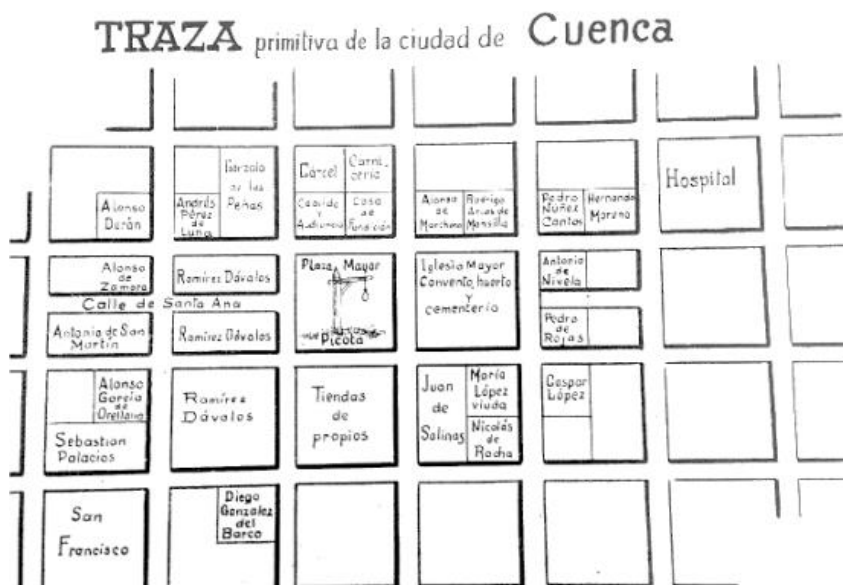 TRAZA primitiva de la ciudad de Cuenca
Alonso
Durán
Andrés
Pérez
de
Luna
Gonzalo
de las
Peñas
Cárcel
Carni-
cería
Cabildo
y
Audiencia
Casa
de
Fundición
Alonso
de
Marchena
Rodrigo
Arias de
Mansilla
Pedro
Núñez
Cantos
Hernando
Moreno
Hospital
Alonso
de
Zamora
Ramírez Dávalos
Calle de Santa Ana
Antonio de San
Martín
Ramírez Dávalos
Plaza Mayor
Picota
Iglesia Mayor
Convento, huerto
y
cementerio
Antonio
de
Nivela
Pedro
de
Rojas
Alonso
García
de
Orellana
Sebastian
Palacios
Ramírez
Dávalos
Tiendas
de
propios
Juan
de
Salinas
María
López
viuda
Nicolás
de
Rocha
Gaspar
López
San
Francisco
Diego
Gonzalez
del
Barco